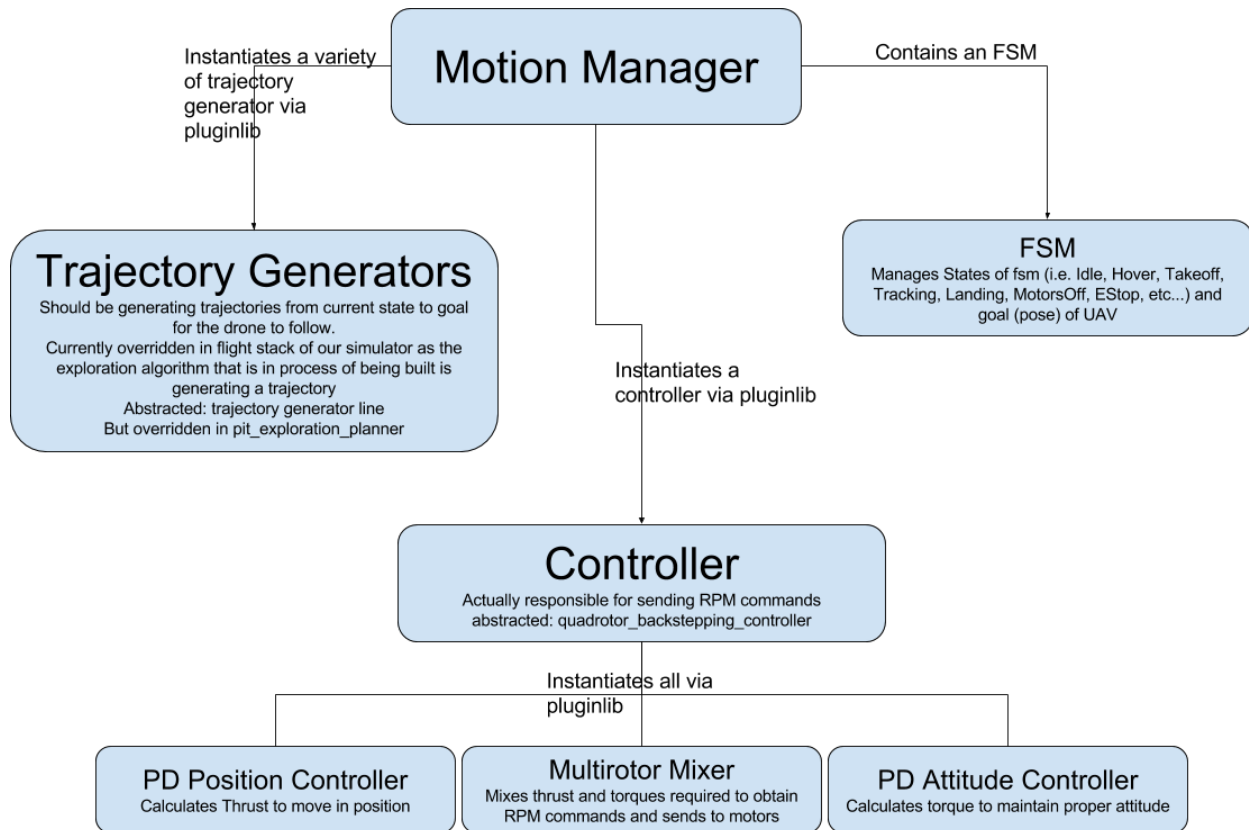 Motion Manager
Instantiates a variety
of trajectory
generator via
pluginlib
Contains an FSM
Trajectory Generators
Should be generating trajectories from current state to goal
for the drone to follow.
Currently overridden in flight stack of our simulator as the
exploration algorithm that is in process of being built is
generating a trajectory
Abstracted: trajectory generator line
But overridden in pit_exploration_planner
FSM
Manages States of fsm (i.e. Idle, Hover, Takeoff,
Tracking, Landing, MotorsOff, EStop, etc...) and
goal (pose) of UAV
Instantiates a
controller via pluginlib
Controller
Actually responsible for sending RPM commands
abstracted: quadrotor_backstepping_controller
Instantiates all via
pluginlib
PD Position Controller
Calculates Thrust to move in position
Multirotor Mixer
Mixes thrust and torques required to obtain
RPM commands and sends to motors
PD Attitude Controller
Calculates torque to maintain proper attitude